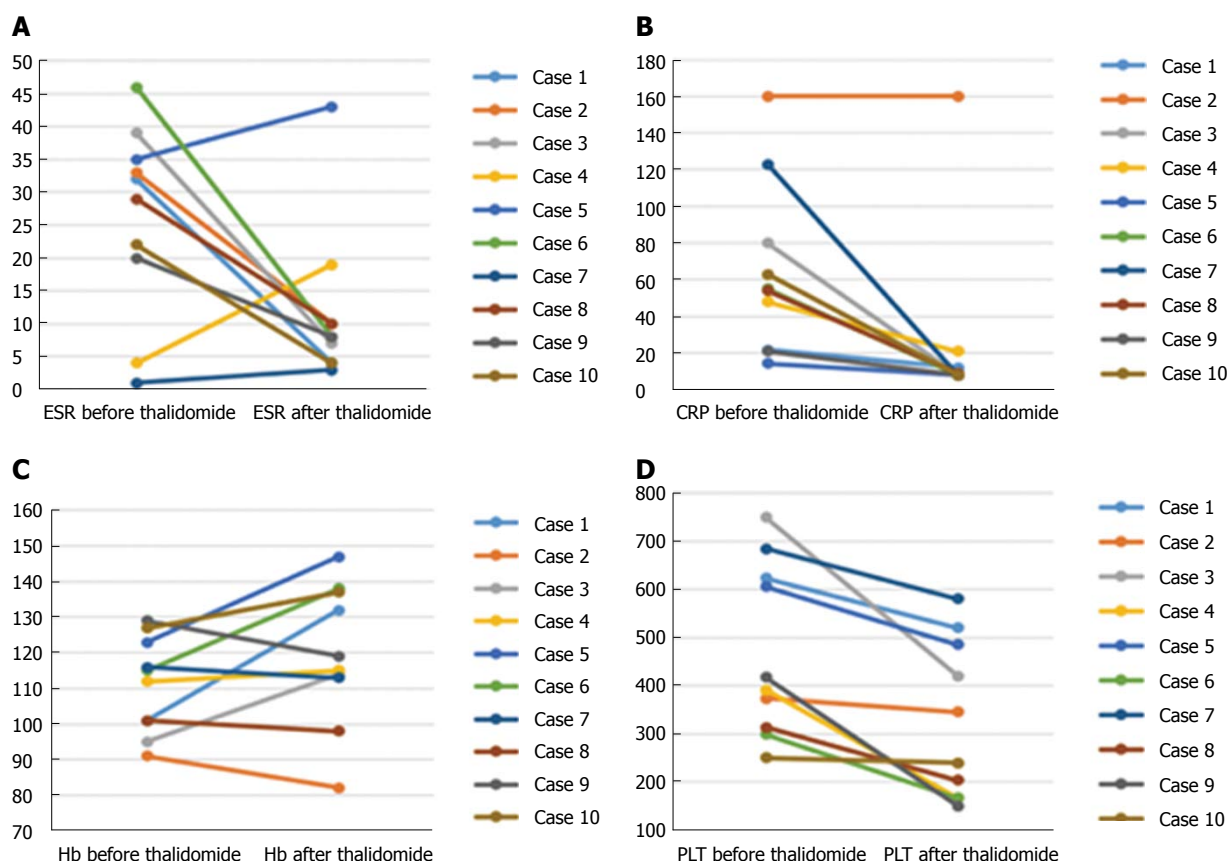 A
50
45
40
35
30
25
20
15
10
5
0
ESR before thalidomide ESR after thalidomide
Case 1
Case 2
Case 3
Case 4
Case 5
Case 6
Case 7
Case 8
Case 9
Case 10
B
180
160
140
120
100
80
60
40
20
0
CRP before thalidomide CRP after thalidomide
Case 1
Case 2
Case 3
Case 4
Case 5
Case 6
Case 7
Case 8
Case 9
Case 10
C
160
150
140
130
120
110
100
90
80
70
Hb before thalidomide Hb after thalidomide
Case 1
Case 2
Case 3
Case 4
Case 5
Case 6
Case 7
Case 8
Case 9
Case 10
D
800
700
600
500
400
300
200
100
PLT before thalidomide PLT after thalidomide
Case 1
Case 2
Case 3
Case 4
Case 5
Case 6
Case 7
Case 8
Case 9
Case 10